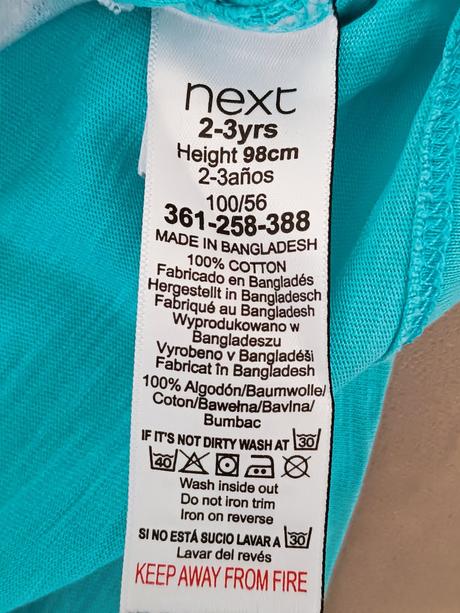 next
2-3yrs
Height 98cm
2-3años
100/56
361-258-388
MADE IN BANGLADESH
100% COTTON
Fabricado en Bangladés
Hergestellt in Bangladesch
Fabriqué au Bangladesh
Wyprodukowano w
Bangladeszu
Vyrobeno v Bangladéši
Fabricat în Bangladesh
100% Algodón/Baumwolle/
Coton/Bawełna/Bavlna/
Bumbac
IF IT'S NOT DIRTY WASH AT 30
40
Wash inside out
Do not iron trim
Iron on reverse
SI NO ESTÁ SUCIO LAVAR A 30
Lavar del revés
KEEP AWAY FROM FIRE